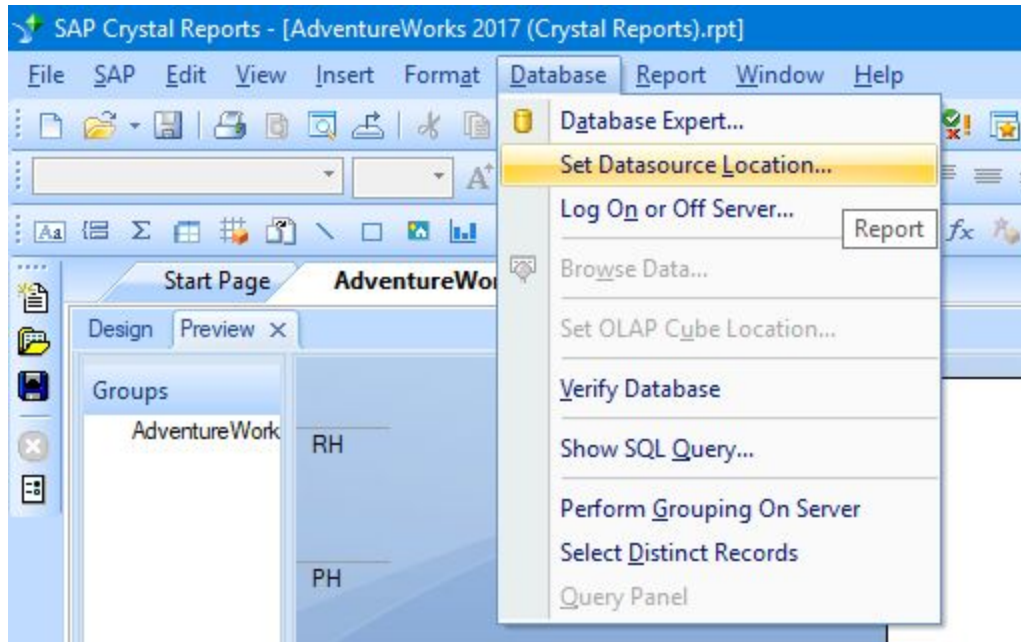 SAP Crystal Reports - [AdventureWorks 2017 (Crystal Reports).rpt]
File SAP Edit View Insert Format Database Report Window Help
Database Expert...
Set Datasource Location...
Log On or Off Server...
Report
Browse Data...
Set OLAP Cube Location...
Verify Database
Show SQL Query...
Perform Grouping On Server
Select Distinct Records
Query Panel
A
Aa Σ fx
Start Page AdventureWo
Design Preview
Groups
AdventureWork
RH
PH